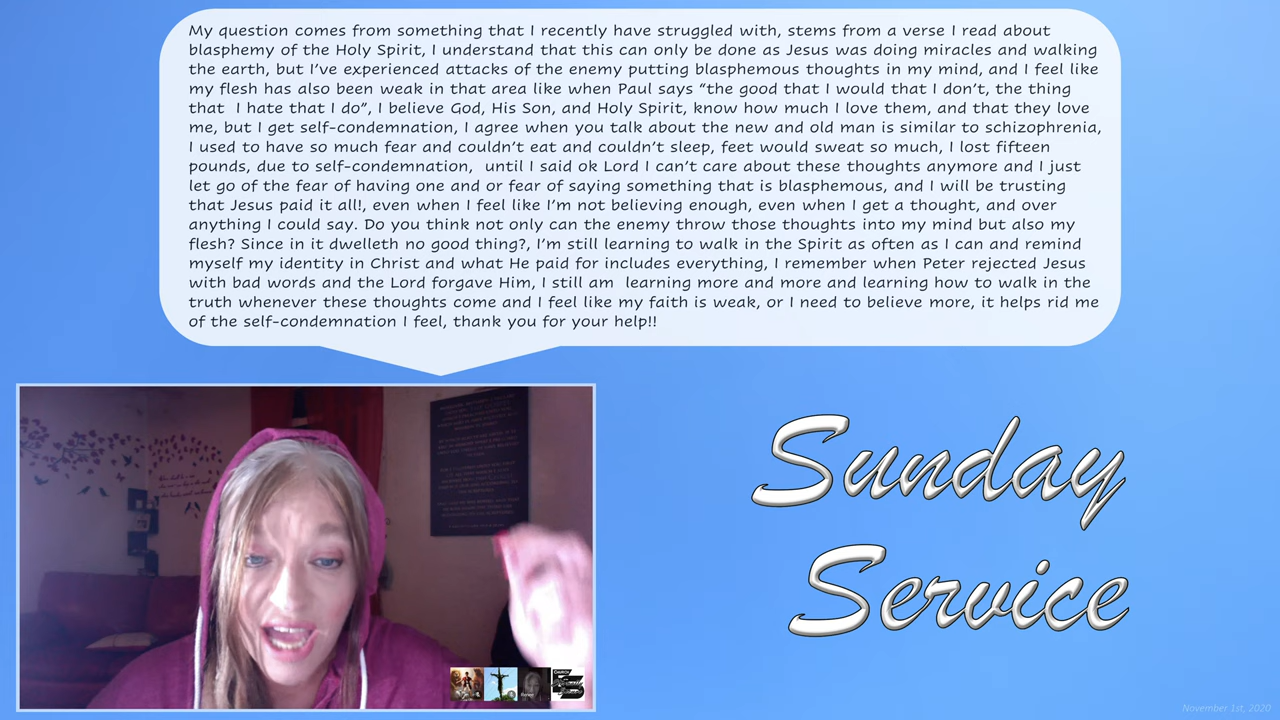 My question comes from something that I recently have struggled with, stems from a verse I read about
blasphemy of the Holy Spirit, I understand that this can only be done as Jesus was doing miracles and walking
the earth, but I've experienced attacks of the enemy putting blasphemous thoughts in my mind, and I feel like
my flesh has also been weak in that area like when Paul says “the good that I would that I don't, the thing
that  I hate that I do”, I believe God, His Son, and Holy Spirit, know how much I love them, and that they love
me, but I get self-condemnation, I agree when you talk about the new and old man is similar to schizophrenia,
I used to have so much fear and couldn't eat and couldn't sleep, feet would sweat so much, I lost fifteen
pounds, due to self-condemnation,  until I said ok Lord I can't care about these thoughts anymore and I just
let go of the fear of having one and or fear of saying something that is blasphemous, and I will be trusting
that Jesus paid it all!, even when I feel like I'm not believing enough, even when I get a thought, and over
anything I could say. Do you think not only can the enemy throw those thoughts into my mind but also my
flesh? Since in it dwelleth no good thing?, I'm still learning to walk in the Spirit as often as I can and remind
myself my identity in Christ and what He paid for includes everything, I remember when Peter rejected Jesus
with bad words and the Lord forgave Him, I still am  learning more and more and learning how to walk in the
truth whenever these thoughts come and I feel like my faith is weak, or I need to believe more, it helps rid me
of the self-condemnation I feel, thank you for your help!!
Sunday
Service
November 1st, 2020